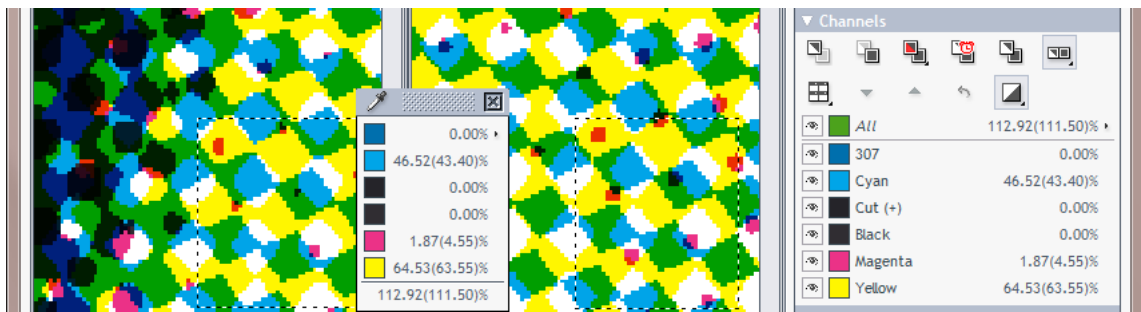 Channels
All 112.92(111.50)%
307 0.00%
Cyan 46.52(43.40)%
Cut (+) 0.00%
Black 0.00%
Magenta 1.87(4.55)%
Yellow 64.53(63.55)%
0.00%
46.52(43.40)%
0.00%
0.00%
1.87(4.55)%
64.53(63.55)%
112.92(111.50)%